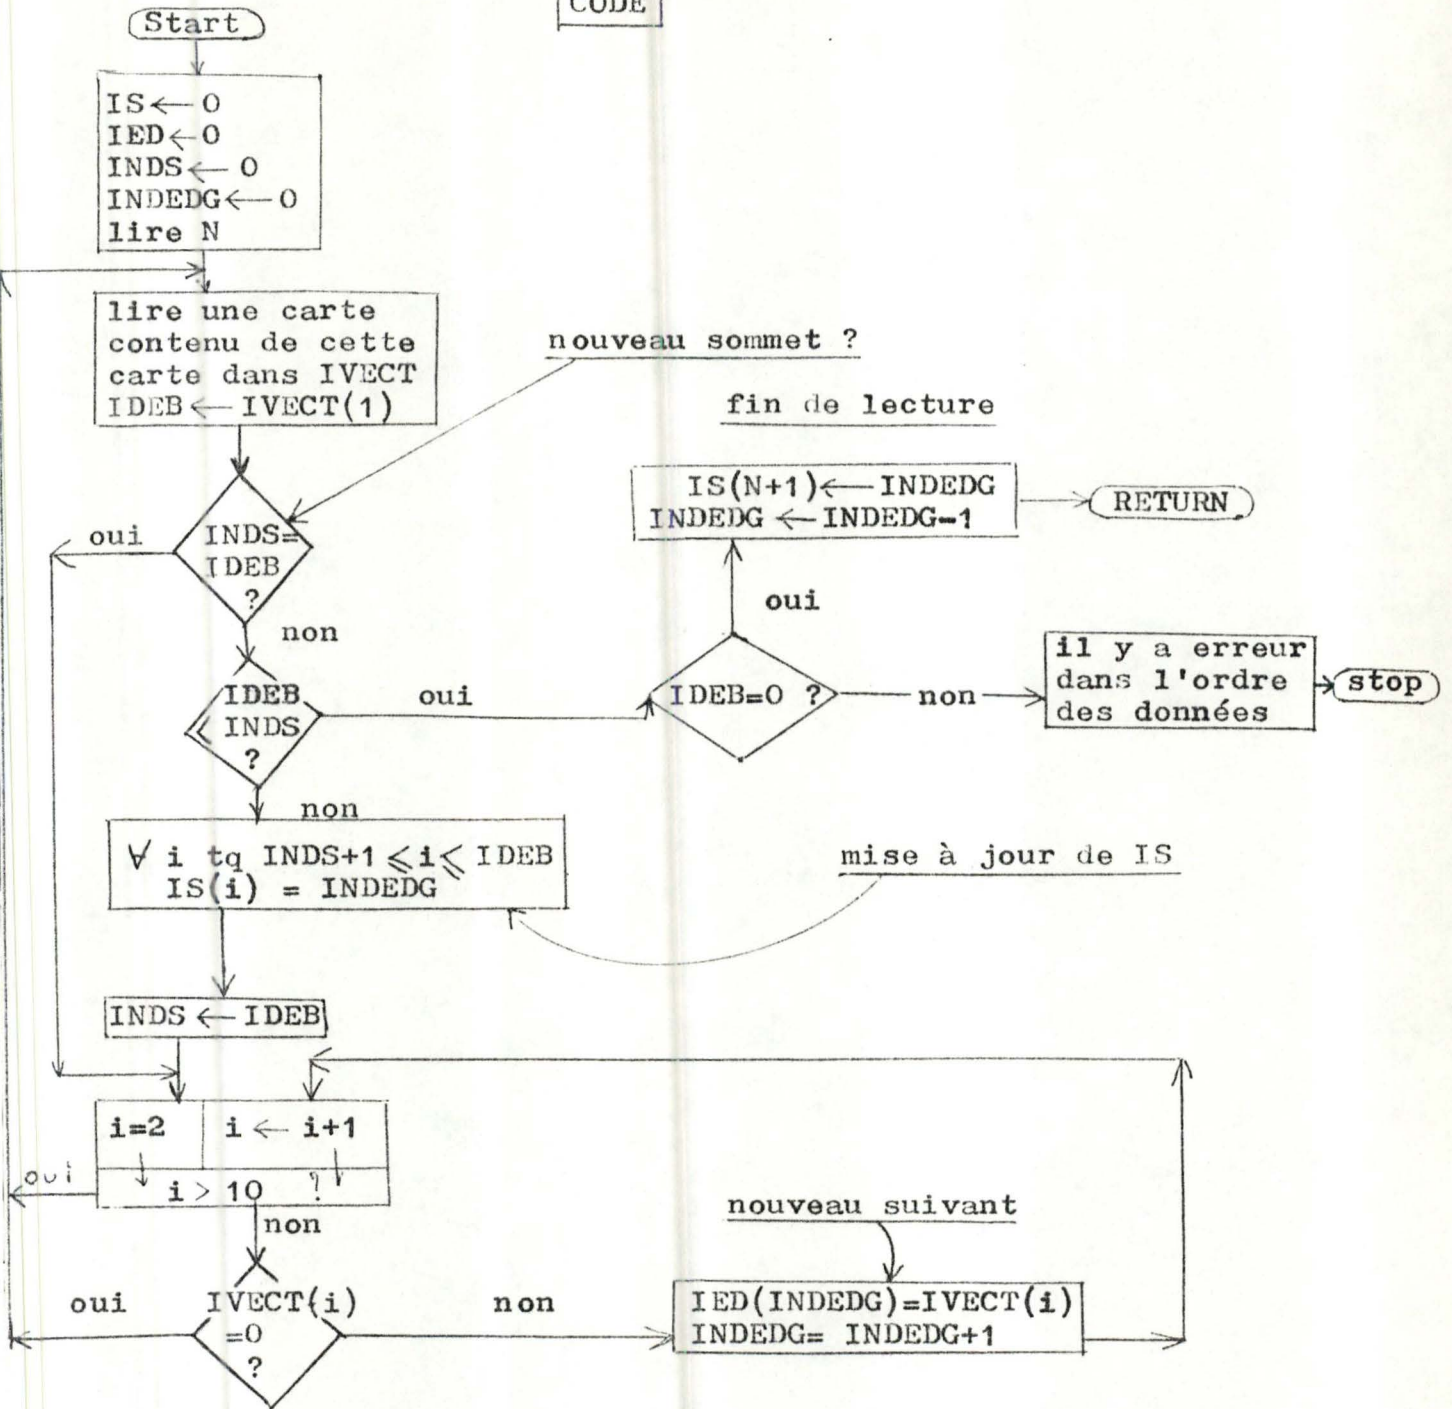 CODE
Start
IS ← 0
IED ← 0
INDS ← 0
INDEDG ← 0
lire N
lire une carte
contenu de cette
carte dans IVECT
IDEB ← IVECT(1)
nouveau sommet ?
fin de lecture
IS(N+1) ← INDEDG
INDEDG ← INDEDG-1
RETURN
oui
INDS=
IDEB
?
non
oui
IDEB
< INDS
?
oui
IDEB=0 ?
non
il y a erreur
dans l'ordre
des données
stop
non
∀ i tq INDS+1 ⩽ i ⩽ IDEB
IS(i) = INDEDG
mise à jour de IS
INDS ← IDEB
i=2
i ← i+1
oui
i > 10 ?
non
nouveau suivant
oui
IVECT(i)
=0
?
non
IED(INDEDG)=IVECT(i)
INDEDG= INDEDG+1